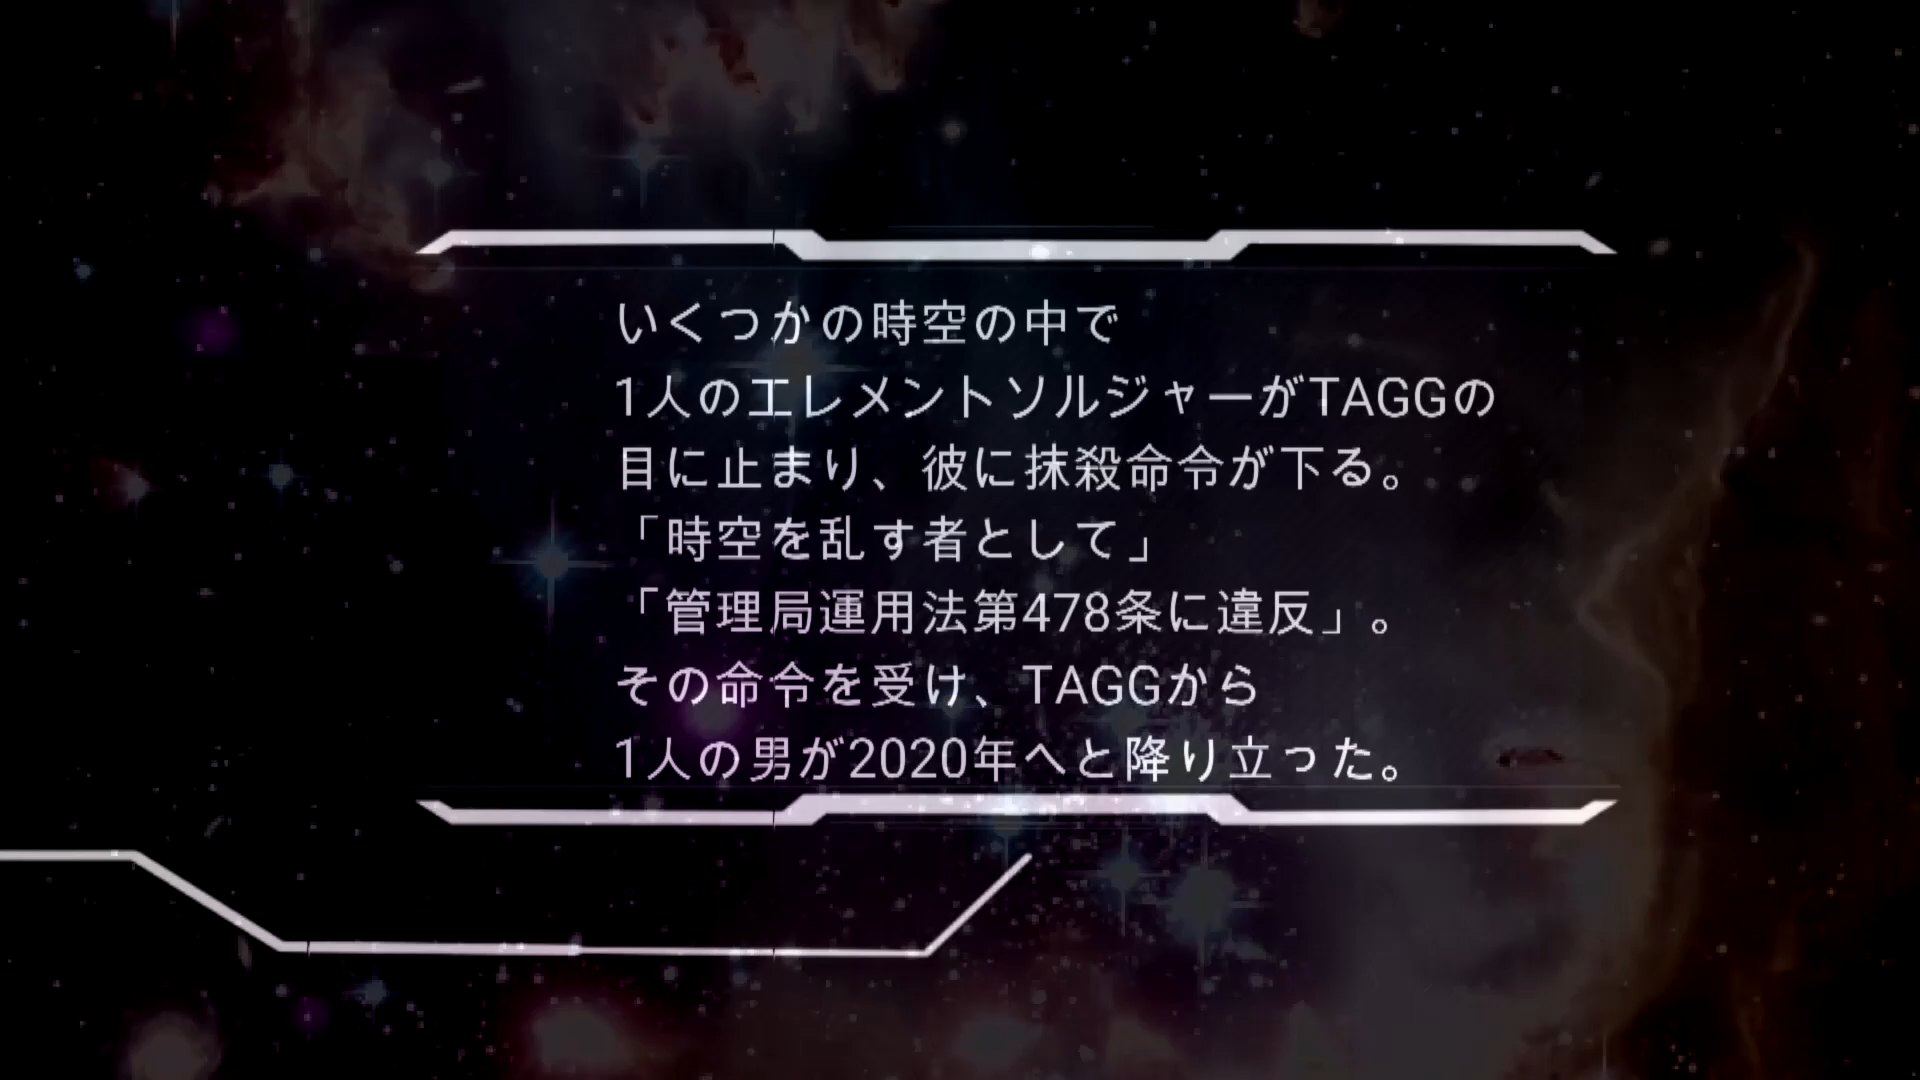 いくつかの時空の中で
1人のエレメントソルジャーがTAGGの
目に止まり、彼に抹殺命令が下る。
「時空を乱す者として」
「管理局運用法第478条に違反」。
その命令を受け、TAGGから
1人の男が2020年へと降り立った。